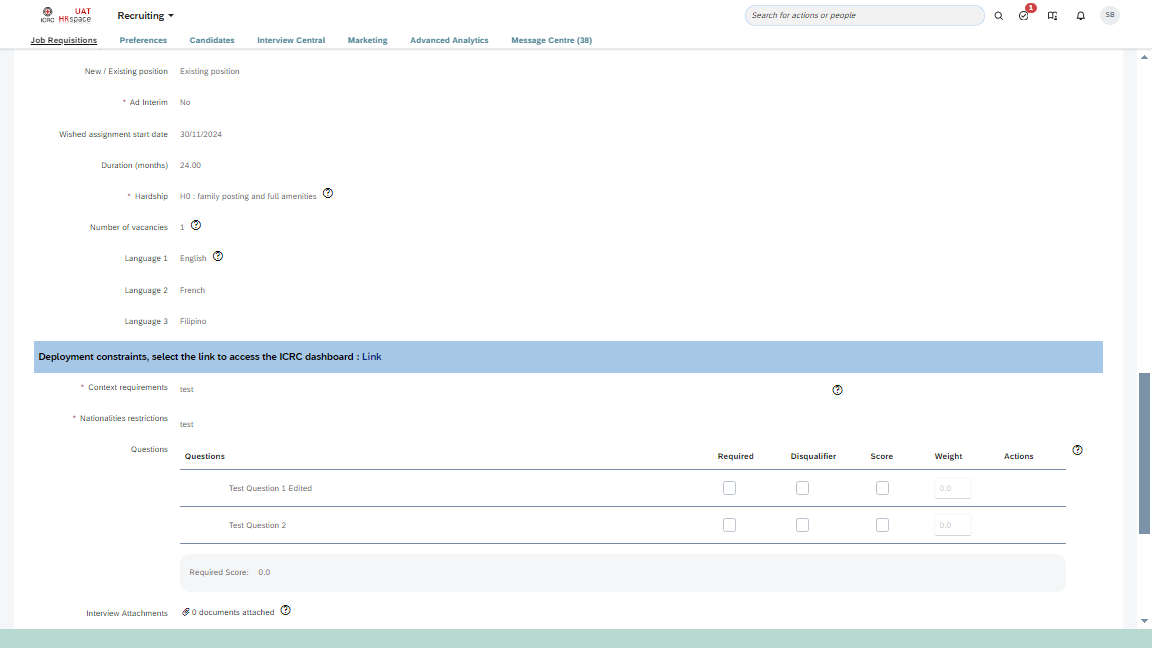 ICRC UAT HRspace Recruiting Search for actions or people 1 SB
Job Requisitions Preferences Candidates Interview Central Marketing Advanced Analytics Message Centre (38)
New / Existing position Existing position
* Ad Interim No
Wished assignment start date 30/11/2024
Duration (months) 24.00
* Hardship H0 : family posting and full amenities
Number of vacancies 1
Language 1 English
Language 2 French
Language 3 Filipino
Deployment constraints, select the link to access the ICRC dashboard : Link
* Context requirements test
* Nationalities restrictions test
Questions
Questions Required Disqualifier Score Weight Actions
Test Question 1 Edited 0.0
Test Question 2 0.0
Required Score: 0.0
Interview Attachments 0 documents attached